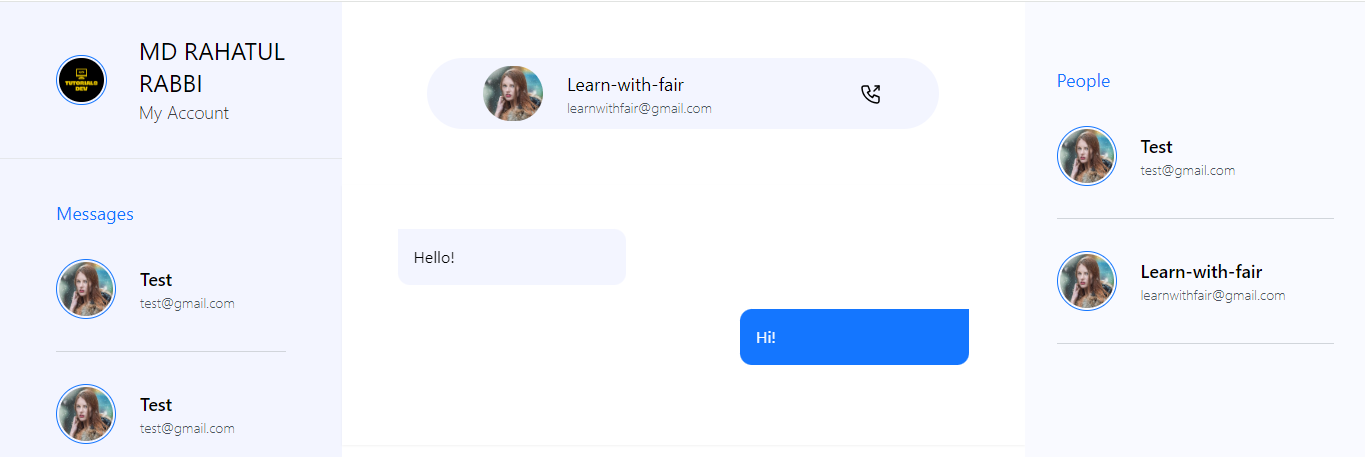 TUTORIALS
DEV
MD RAHATUL
RABBI
My Account
Messages
Test
test@gmail.com
Test
test@gmail.com
Learn-with-fair
learnwithfair@gmail.com
Hello!
Hi!
People
Test
test@gmail.com
Learn-with-fair
learnwithfair@gmail.com